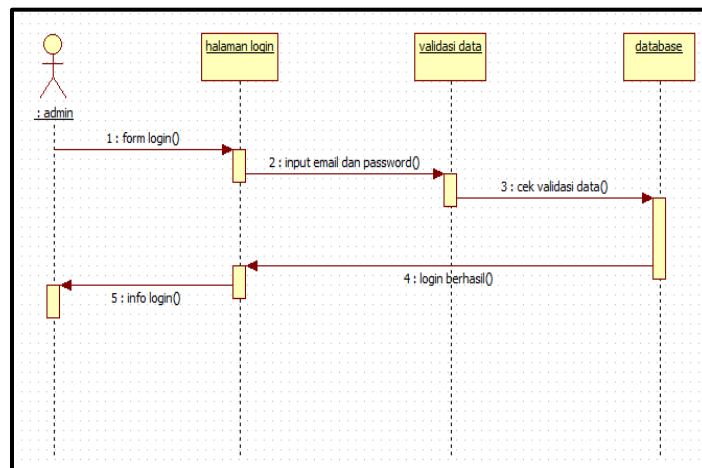 halaman login
validasi data
database
: admin
1 : form login()
2 : input email dan password()
3 : cek validasi data()
4 : login berhasil()
5 : info login()